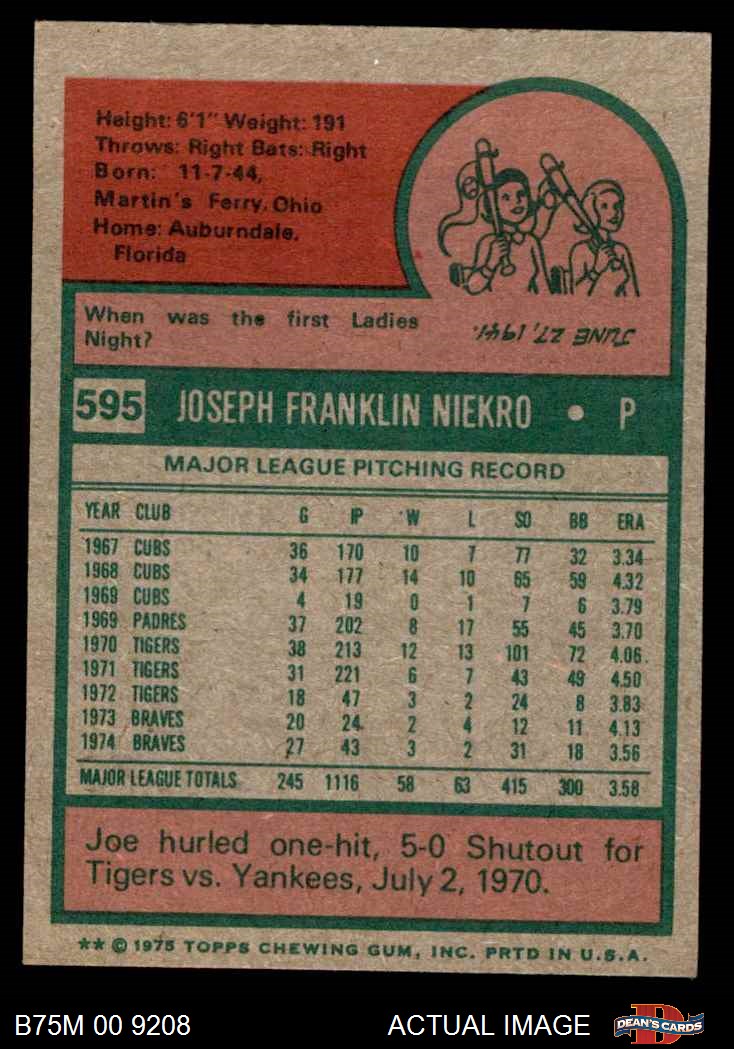 Height: 6'1" Weight: 191
Throws: Right Bats: Right
Born: 11-7-44,
Martin's Ferry, Ohio
Home: Auburndale,
Florida
When was the first Ladies
Night?
JUNE 27, 1941.
595 JOSEPH FRANKLIN NIEKRO • P
MAJOR LEAGUE PITCHING RECORD
YEAR CLUB G IP W L SO BB ERA
1967 CUBS 36 170 10 7 77 32 3.34
1968 CUBS 34 177 14 10 65 59 4.32
1969 CUBS 4 19 0 1 7 6 3.79
1969 PADRES 37 202 8 17 55 45 3.70
1970 TIGERS 38 213 12 13 101 72 4.06
1971 TIGERS 31 221 6 7 43 49 4.50
1972 TIGERS 18 47 3 2 24 8 3.83
1973 BRAVES 20 24 2 4 12 11 4.13
1974 BRAVES 27 43 3 2 31 18 3.56
MAJOR LEAGUE TOTALS 245 1116 58 63 415 300 3.58
Joe hurled one-hit, 5-0 Shutout for
Tigers vs. Yankees, July 2, 1970.
** © 1975 TOPPS CHEWING GUM, INC. PRTD IN U.S.A.
B75M 00 9208 ACTUAL IMAGE DEAN'S CARDS